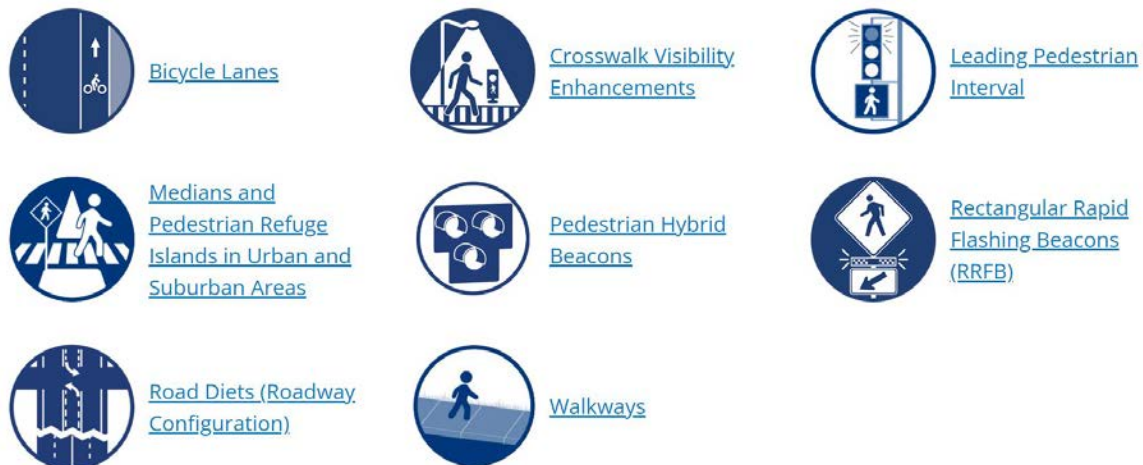 Bicycle Lanes
Crosswalk Visibility
Enhancements
Leading Pedestrian
Interval
Medians and
Pedestrian Refuge
Islands in Urban and
Suburban Areas
Pedestrian Hybrid
Beacons
Rectangular Rapid
Flashing Beacons
(RRFB)
Road Diets (Roadway
Configuration)
Walkways